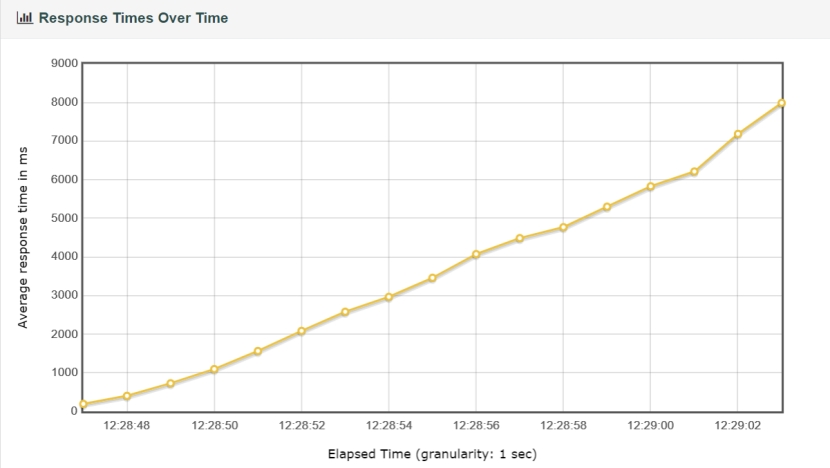 Response Times Over Time
9000
8000
7000
6000
5000
4000
3000
2000
1000
0
Average response time in ms
12:28:48 12:28:50 12:28:52 12:28:54 12:28:56 12:28:58 12:29:00 12:29:02
Elapsed Time (granularity: 1 sec)